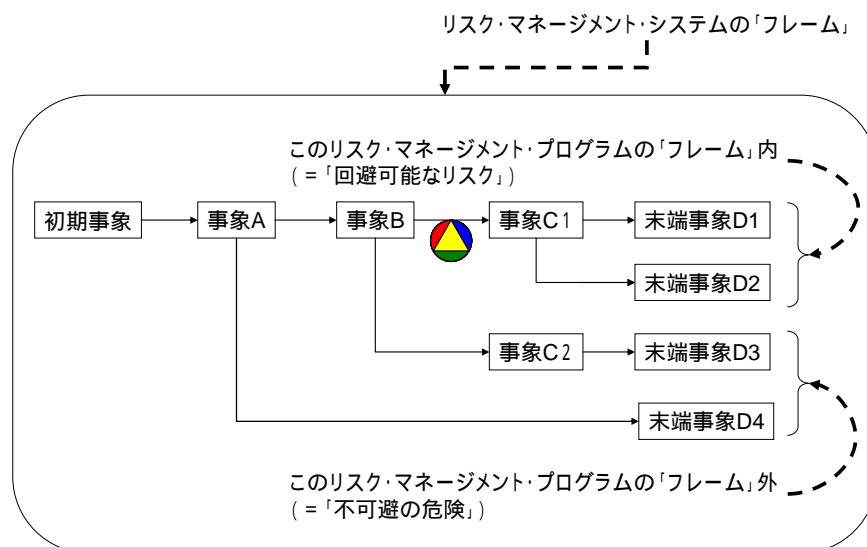 リスク・マネージメント・システムの「フレーム」
このリスク・マネージメント・プログラムの「フレーム」内
(=「回避可能なリスク」)
初期事象
事象A
事象B
事象C1
末端事象D1
末端事象D2
事象C2
末端事象D3
末端事象D4
このリスク・マネージメント・プログラムの「フレーム」外
(=「不可避の危険」)